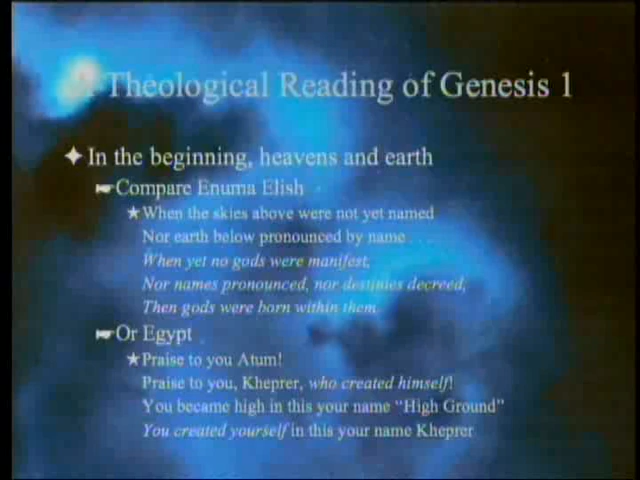 A Theological Reading of Genesis 1
In the beginning, heavens and earth
Compare Enuma Elish
When the skies above were not yet named
Nor earth below pronounced by name . . .
When yet no gods were manifest,
Nor names pronounced, nor destinies decreed,
Then gods were born within them.
Or Egypt
Praise to you Atum!
Praise to you, Kheprer, who created himself!
You became high in this your name “High Ground”
You created yourself in this your name Kheprer